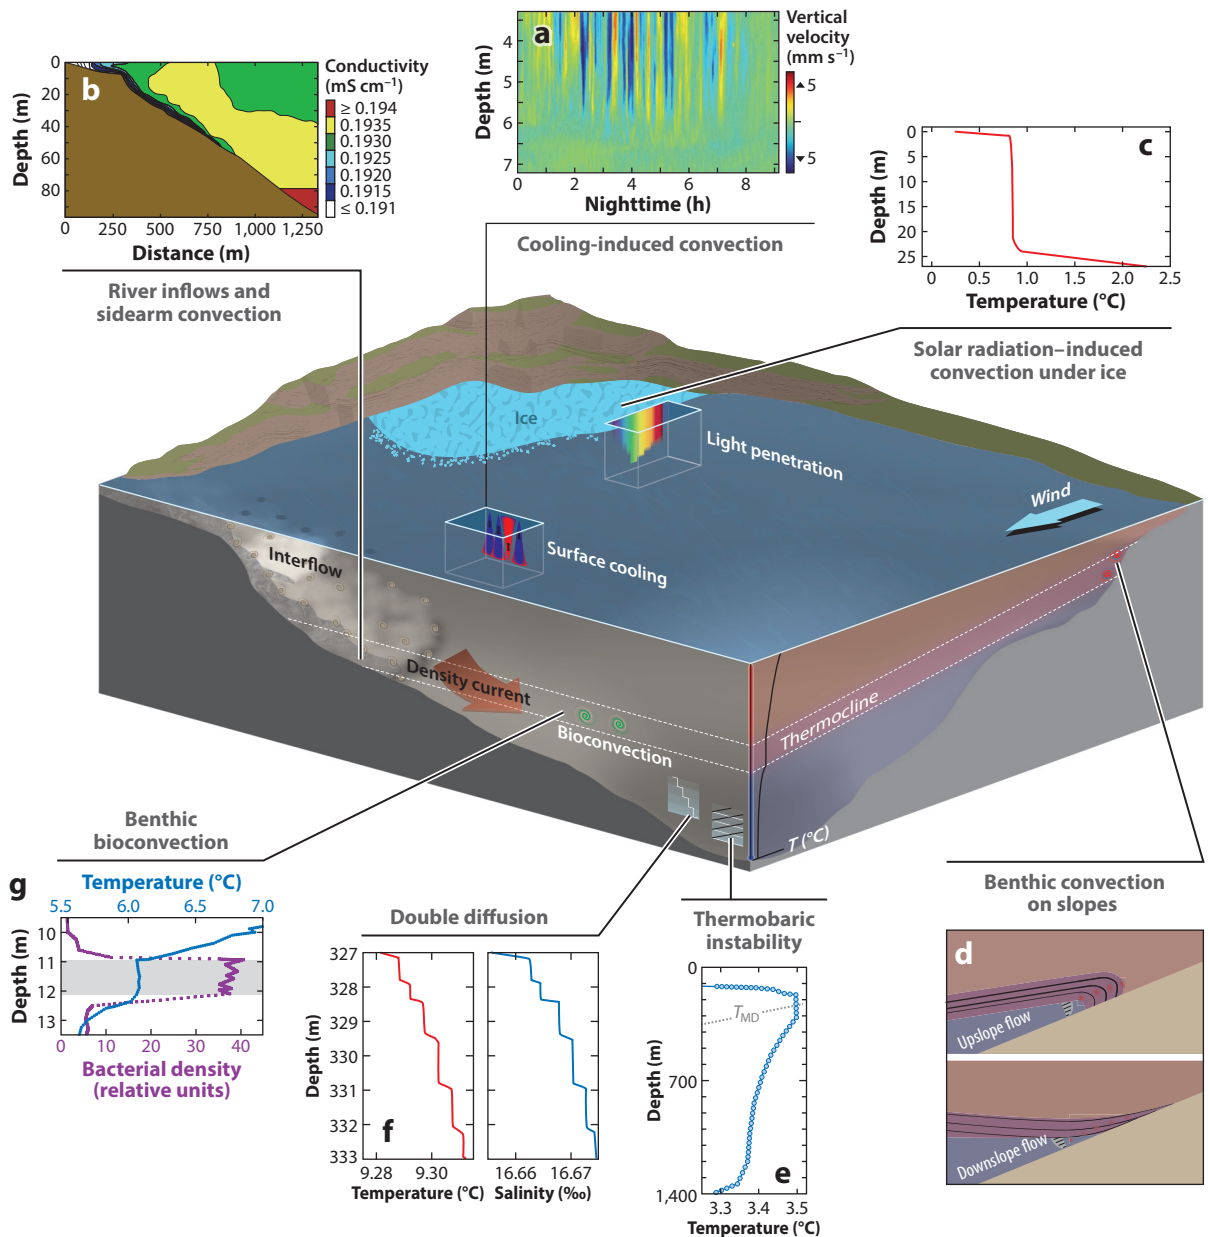 a
Vertical
velocity
(mm s⁻¹)
5
5
4
5
6
7
Depth (m)
0
2
4
6
8
Nighttime (h)
Cooling-induced convection
b
0
20
40
60
80
Depth (m)
0
250
500
750
1,000
1,250
Distance (m)
Conductivity
(mS cm⁻¹)
≥ 0.194
0.1935
0.1930
0.1925
0.1920
0.1915
≤ 0.191
River inflows and
sidearm convection
c
0
5
10
15
20
25
Depth (m)
0
0.5
1.0
1.5
2.0
2.5
Temperature (°C)
Solar radiation–induced
convection under ice
Ice
Light penetration
Wind
Surface cooling
Interflow
Density current
Bioconvection
Thermocline
T (°C)
Benthic
bioconvection
g
Temperature (°C)
5.5
6.0
6.5
7.0
10
11
12
13
Depth (m)
0
10
20
30
40
Bacterial density
(relative units)
Double diffusion
f
327
328
329
330
331
332
333
Depth (m)
9.28
9.30
Temperature (°C)
16.66
16.67
Salinity (‰)
Thermobaric
instability
e
0
700
1,400
Depth (m)
TMD
3.3
3.4
3.5
Temperature (°C)
Benthic convection
on slopes
d
Upslope flow
Downslope flow